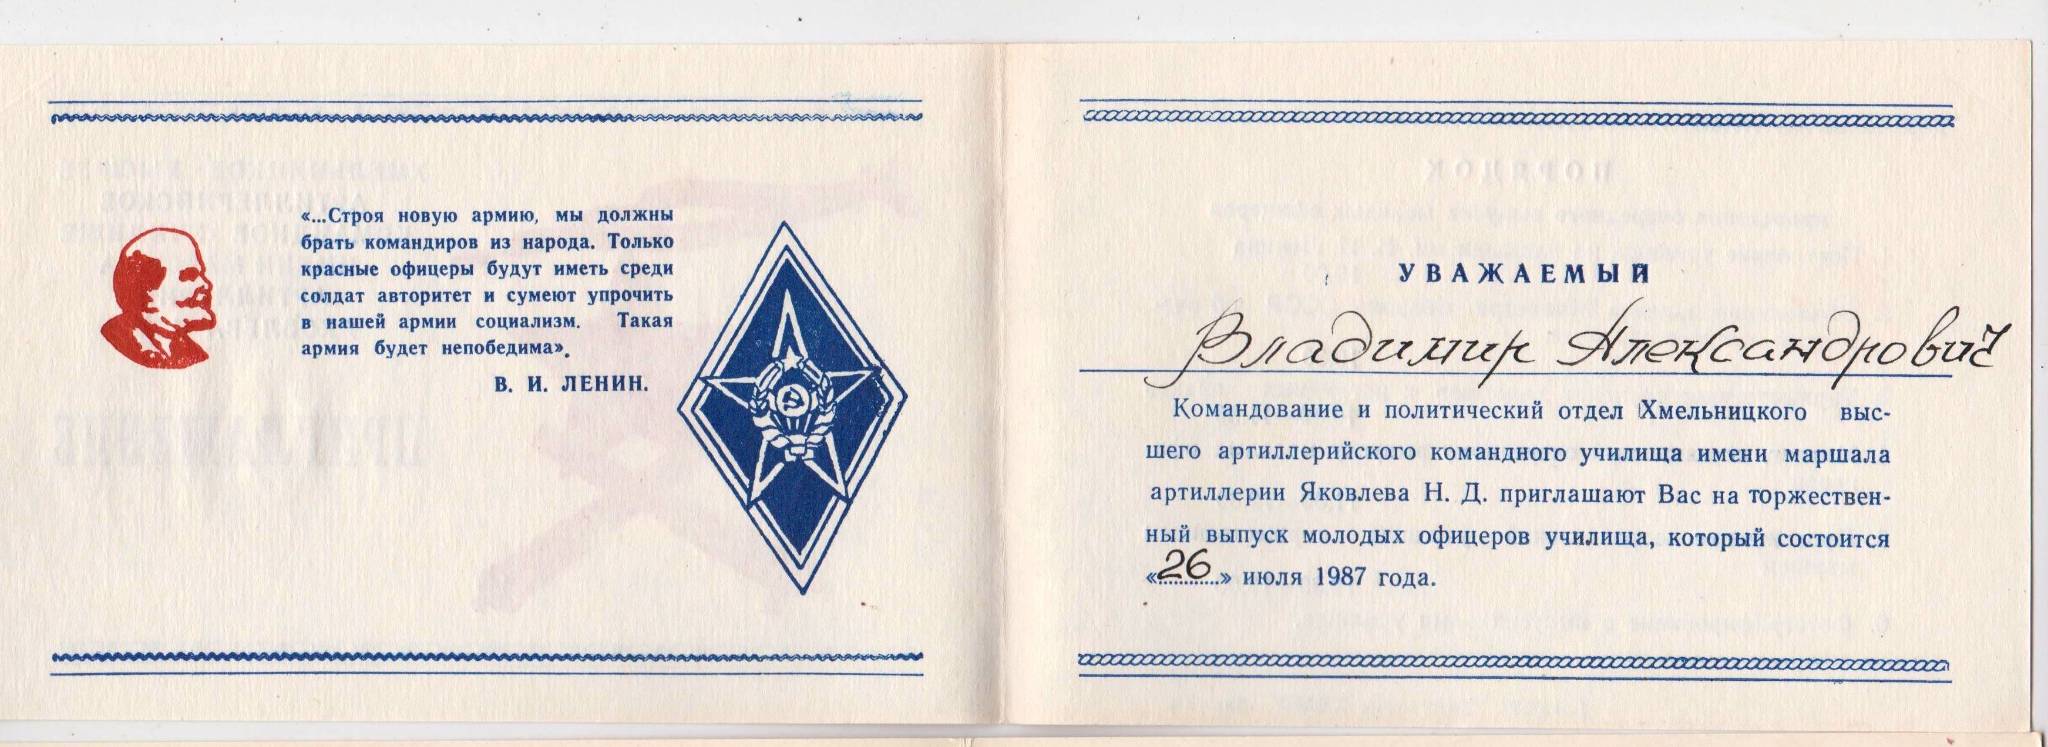 «...Строя новую армию, мы должны
брать командиров из народа. Только
красные офицеры будут иметь среди
солдат авторитет и сумеют упрочить
в нашей армии социализм. Такая
армия будет непобедима».
В. И. ЛЕНИН.
УВАЖАЕМЫЙ
Владимир Александрович
Командование и политический отдел Хмельницкого выс-
шего артиллерийского командного училища имени маршала
артиллерии Яковлева Н. Д. приглашают Вас на торжествен-
ный выпуск молодых офицеров училища, который состоится
«26» июля 1987 года.